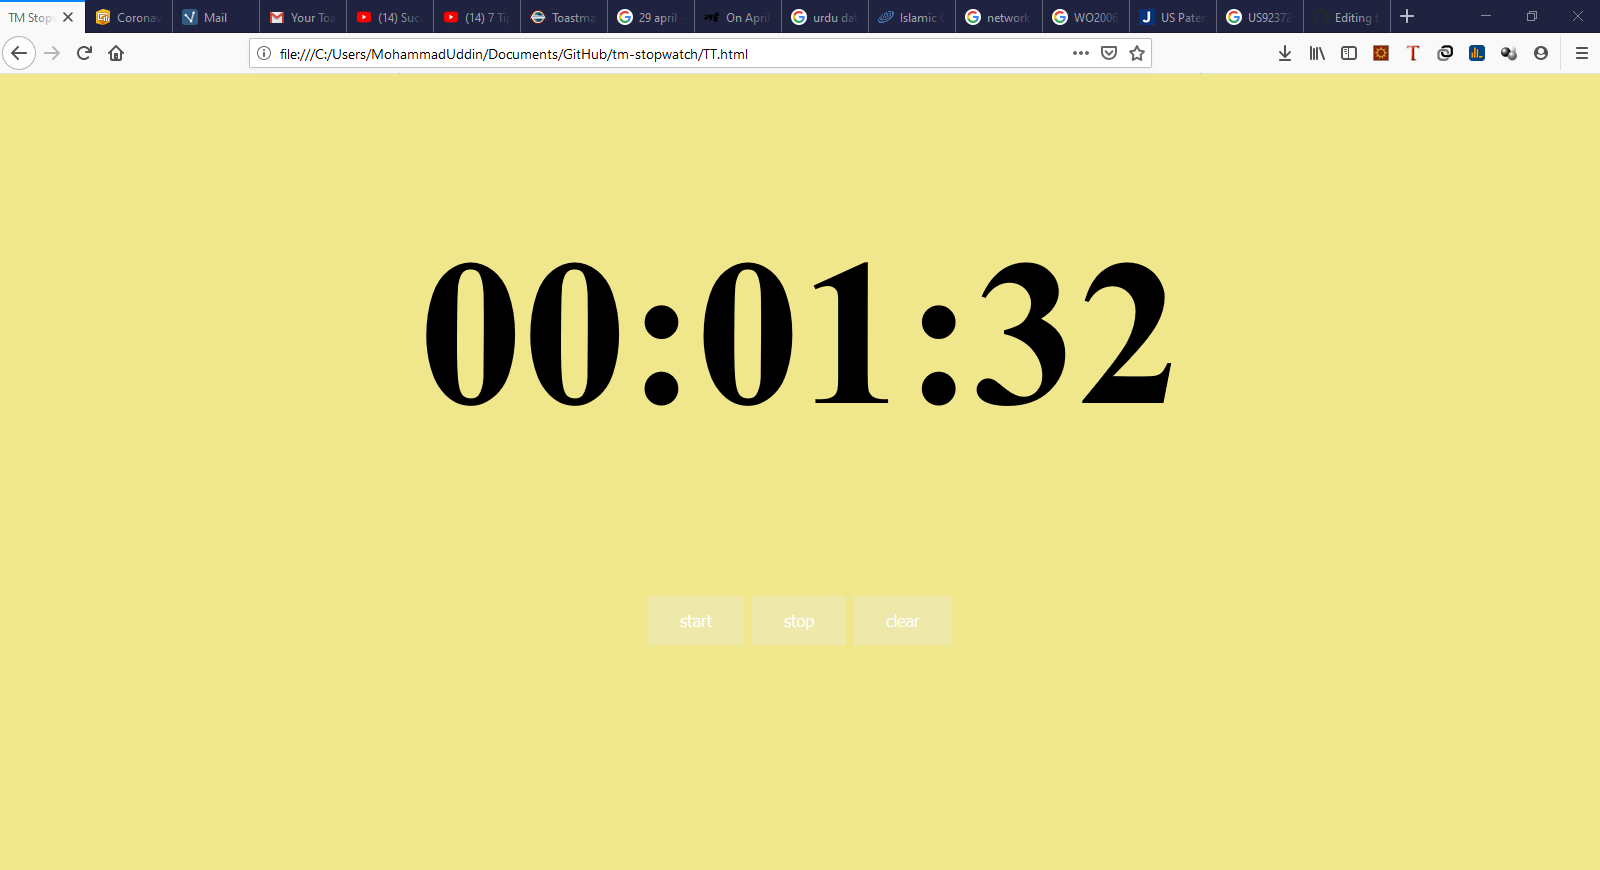 TM Stop
Coronav
Mail
Your Toa
(14) Suc
(14) 7 Ti
Toastma
29 april
On April
urdu dat
Islamic
network
WO2006
US Pater
US92372
Editing
file:///C:/Users/MohammadUddin/Documents/GitHub/tm-stopwatch/TT.html
00:01:32
start stop clear